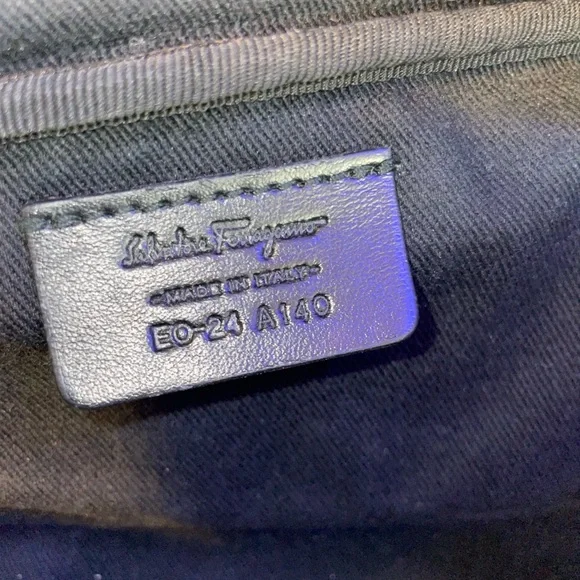 Salvatore Ferragamo
-MADE IN ITALY-
EO-24 A140